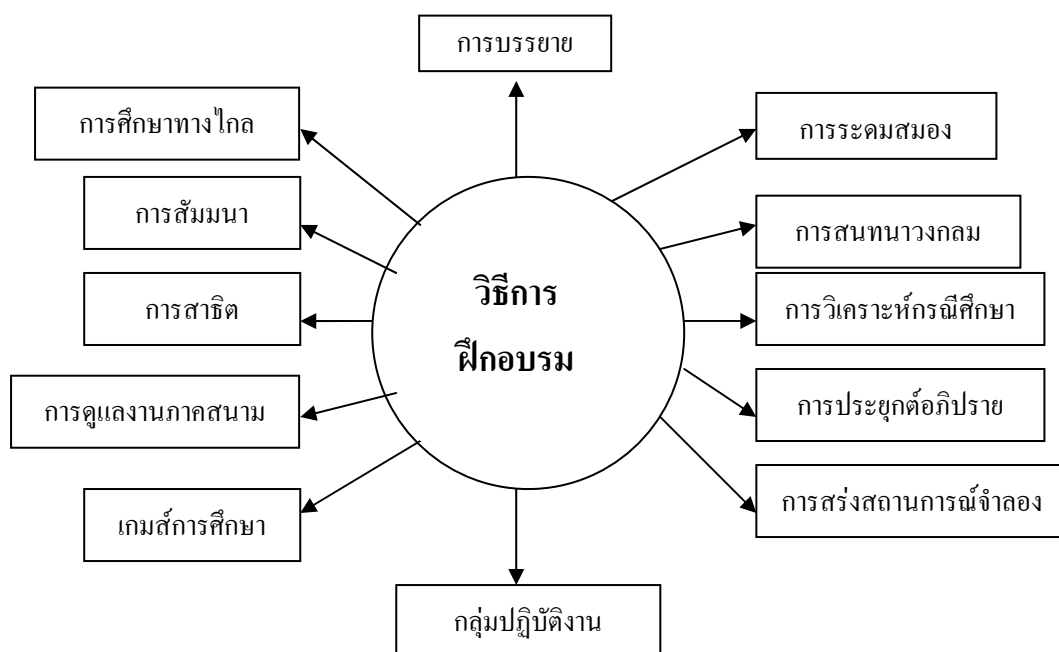 การบรรยาย
การศึกษาทางไกล
การระดมสมอง
การสัมมนา
การสนทนาวงกลม
วิธีการ
ฝึกอบรม
การสาธิต
การวิเคราะห์กรณีศึกษา
การดูแลงานภาคสนาม
การประยุกต์อภิปราย
เกมส์การศึกษา
การสร่งสถานการณ์จำลอง
กลุ่มปฏิบัติงาน